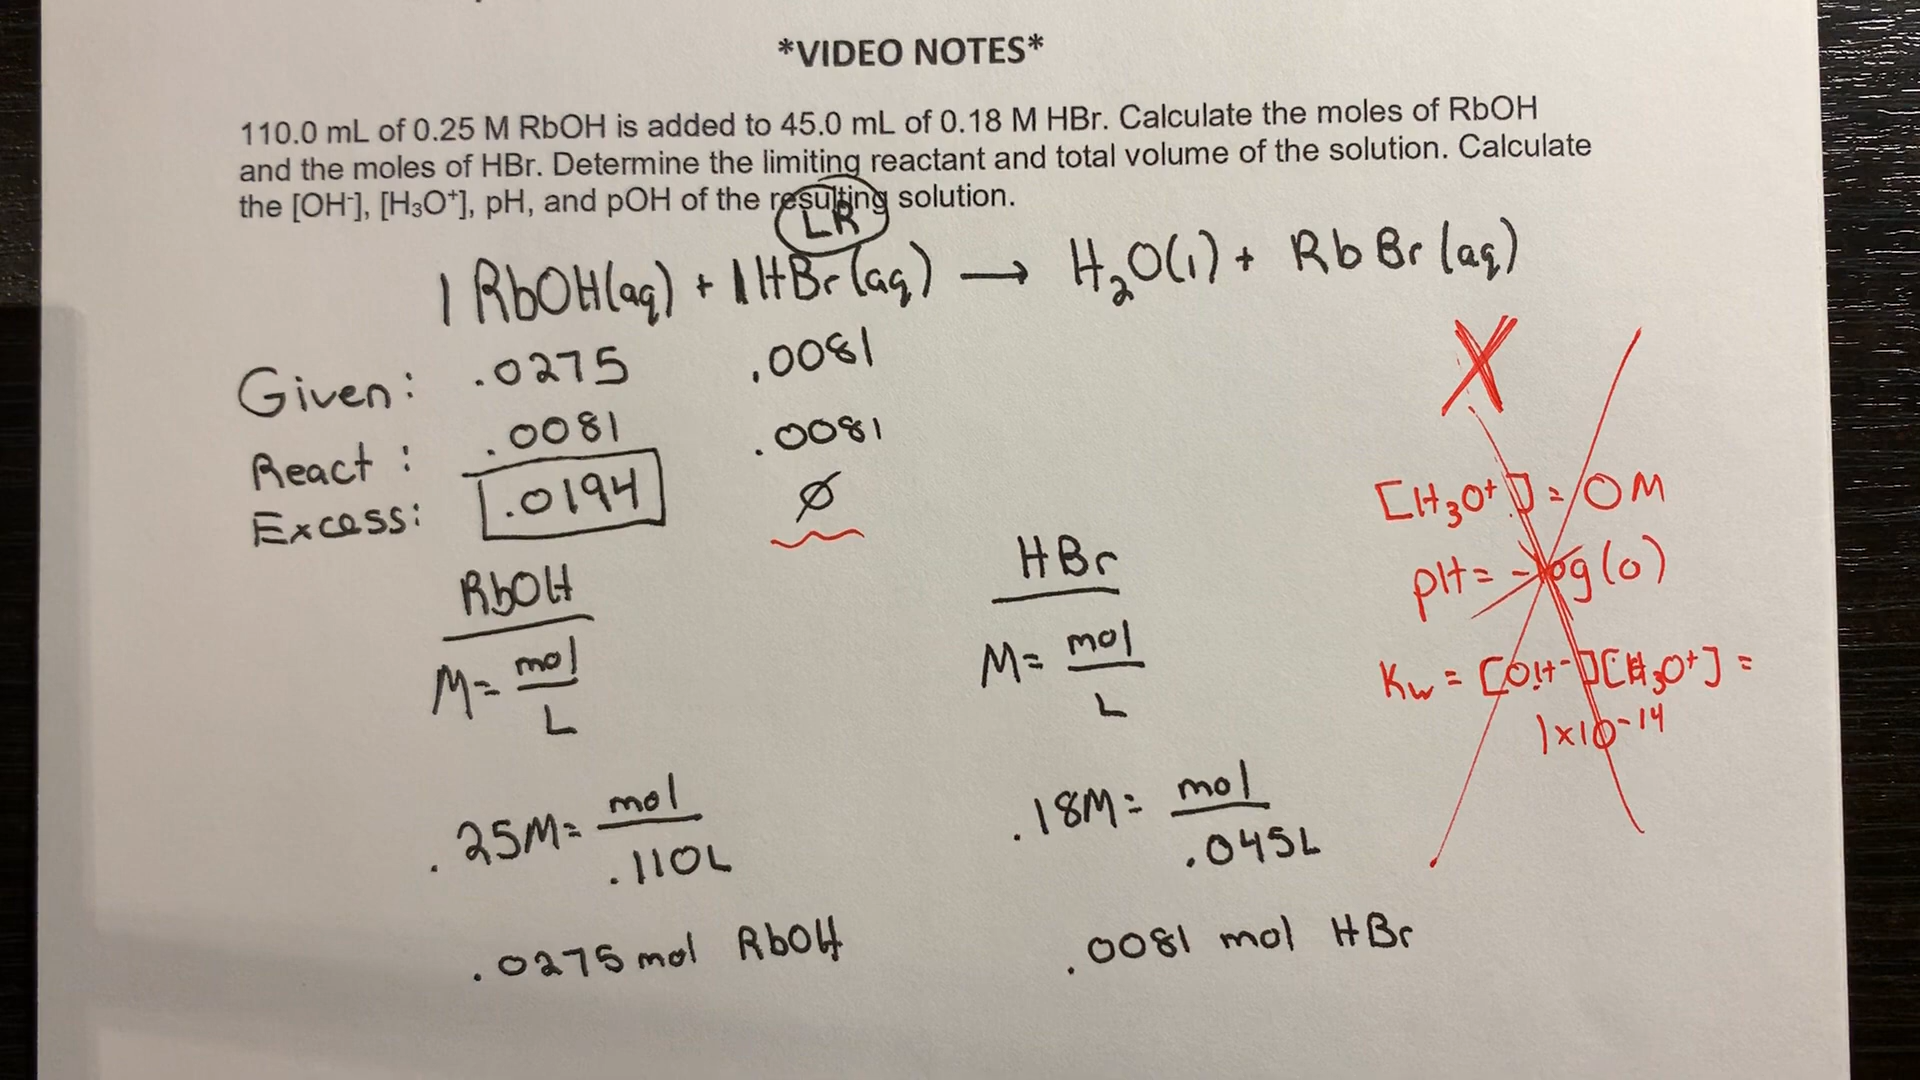 *VIDEO NOTES*
110.0 mL of 0.25 M RbOH is added to 45.0 mL of 0.18 M HBr. Calculate the moles of RbOH
and the moles of HBr. Determine the limiting reactant and total volume of the solution. Calculate
the [OH-], [H₃O⁺], pH, and pOH of the resulting solution.
LR
1 RbOH(aq) + 1 HBr(aq) → H₂O(l) + RbBr(aq)
Given: .0275 .0081
React: .0081 .0081
Excess: .0194 Ø
RbOH
M = mol
L
.25M = mol
.110L
.0275 mol RbOH
HBr
M = mol
L
.18M = mol
.045L
.0081 mol HBr
X
[H₃O⁺] = 0 M
pH = -log(0)
Kw = [OH⁻][H₃O⁺] =
1x10⁻¹⁴